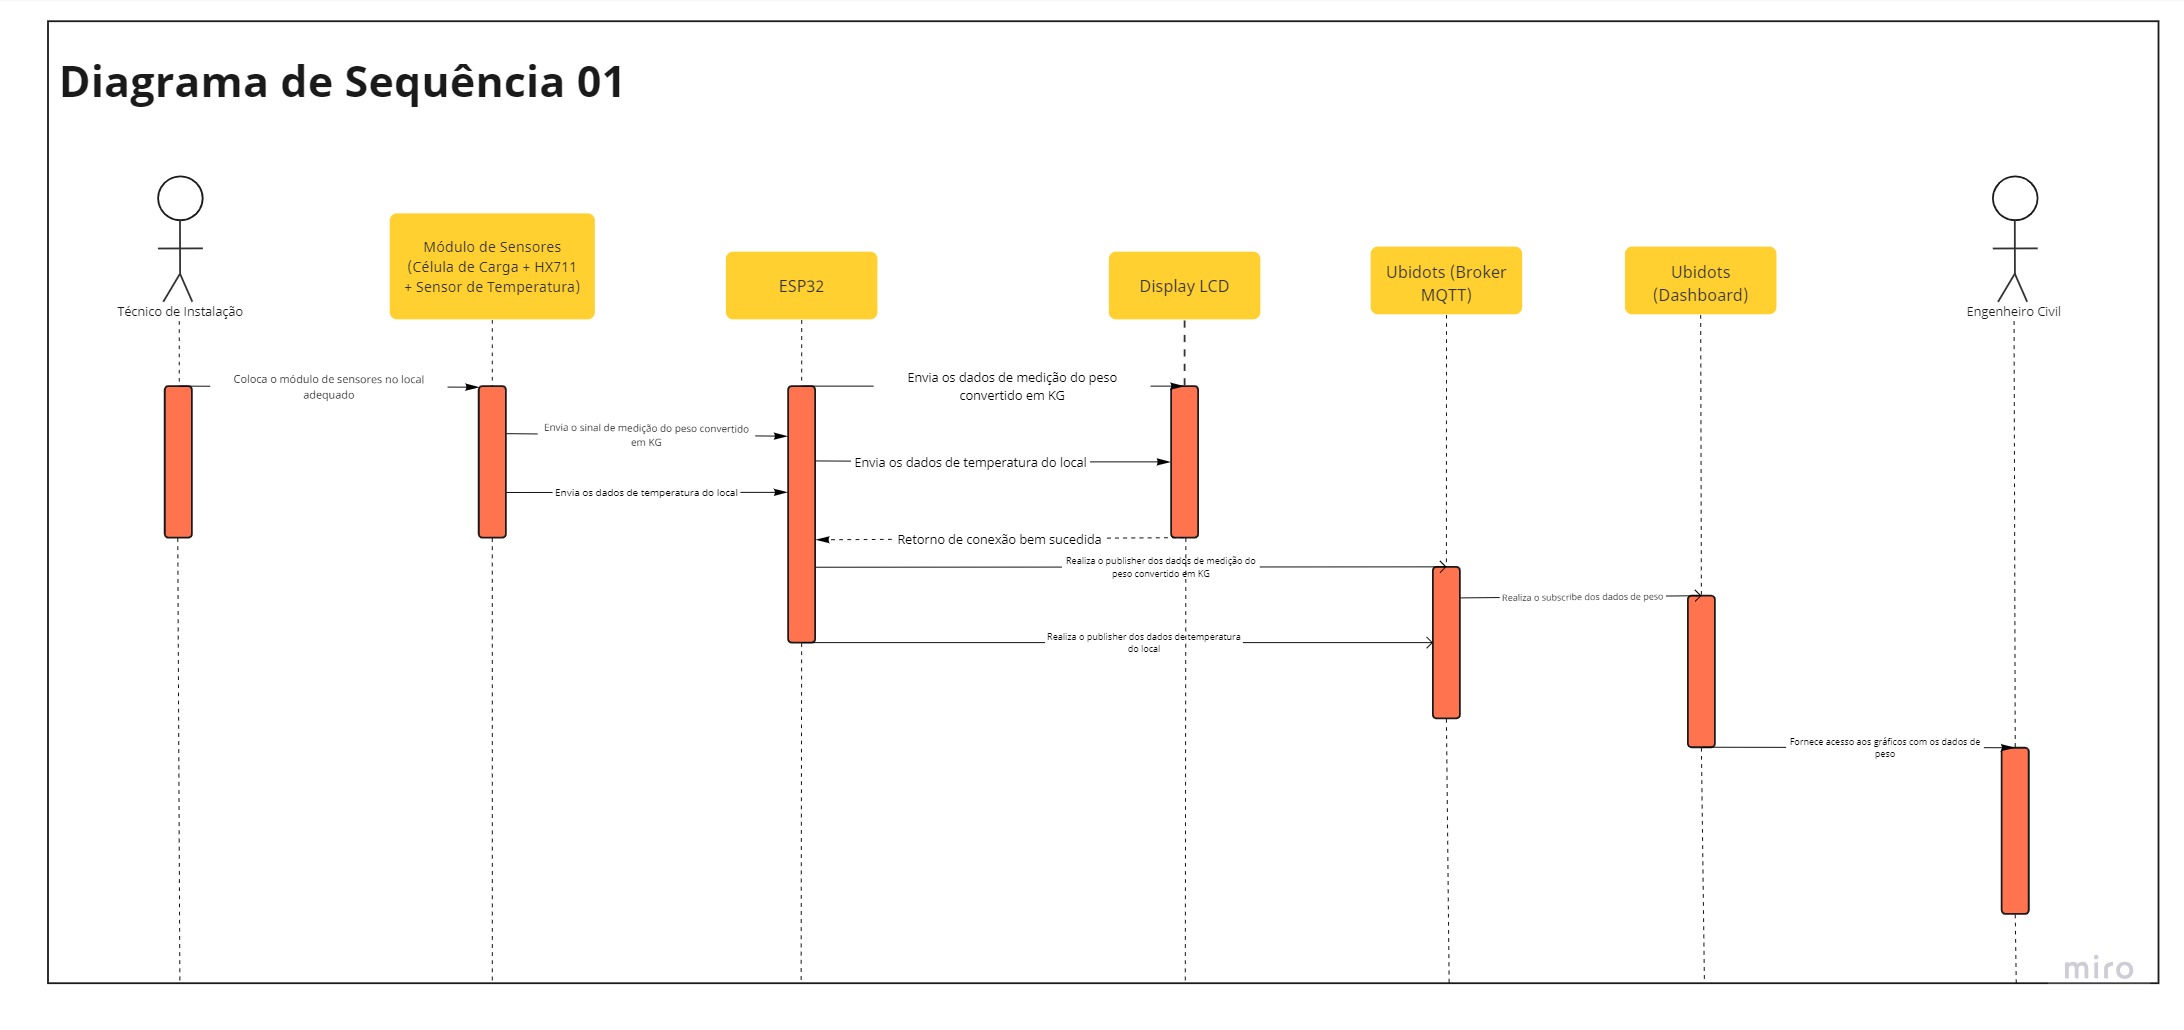 Diagrama de Sequência 01
Técnico de Instalação
Módulo de Sensores
(Célula de Carga + HX711
+ Sensor de Temperatura)
ESP32
Display LCD
Ubidots (Broker
MQTT)
Ubidots
(Dashboard)
Engenheiro Civil
Coloca o módulo de sensores no local
adequado
Envia os dados de medição do peso
convertido em KG
Envia o sinal de medição do peso convertido
em KG
Envia os dados de temperatura do local
Envia os dados de temperatura do local
Retorno de conexão bem sucedida
Realiza o publisher dos dados de medição do
peso convertido em KG
Realiza o subscribe dos dados de peso
Realiza o publisher dos dados de temperatura
do local
Fornece acesso aos gráficos com os dados de
peso
miro